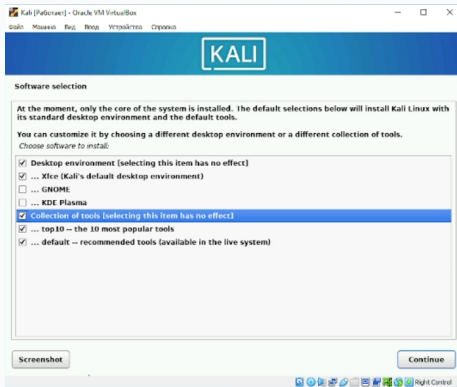 Kali [Работает] - Oracle VM VirtualBox
Файл Машина Вид Ввод Устройства Справка
KALI
Software selection
At the moment, only the core of the system is installed. The default selections below will install Kali Linux with
its standard desktop environment and the default tools.
You can customize it by choosing a different desktop environment or a different collection of tools.
Choose software to install:
Desktop environment [selecting this item has no effect]
... Xfce (Kali's default desktop environment)
... GNOME
... KDE Plasma
Collection of tools [selecting this item has no effect]
... top10 -- the 10 most popular tools
... default -- recommended tools (available in the live system)
Screenshot
Continue
Right Control